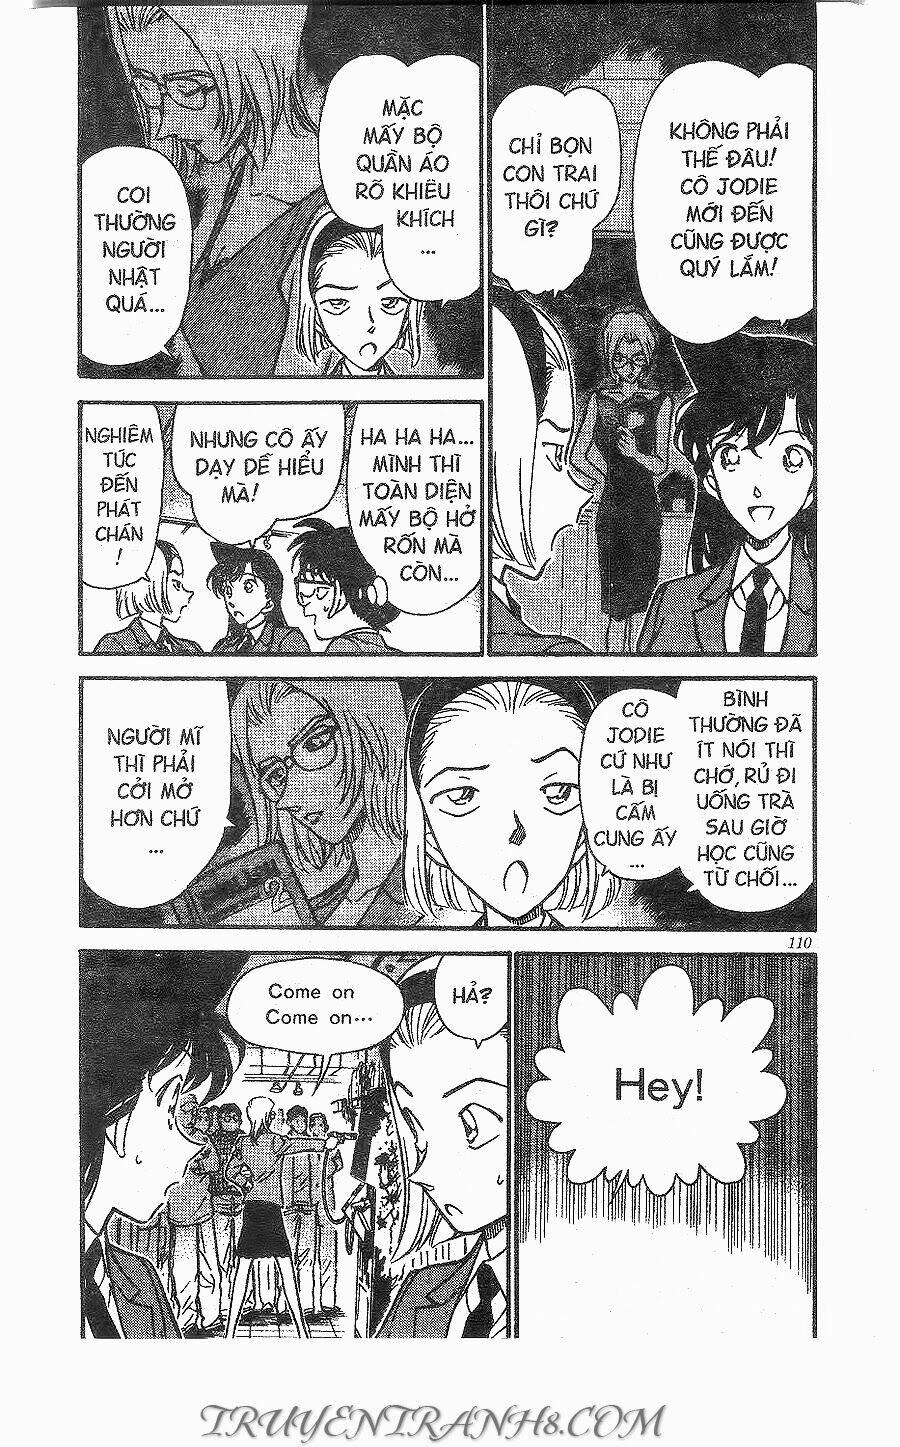 KHÔNG PHẢI
THẾ ĐÂU!
CÔ JODIE
MỚI ĐẾN
CŨNG ĐƯỢC
QUÝ LẮM!
CHỈ BỌN
CON TRAI
THÔI CHỨ
GÌ?
MẶC
MẤY BỘ
QUẦN ÁO
RÕ KHIÊU
KHÍCH
...
COI
THƯỜNG
NGƯỜI
NHẬT
QUÁ...
HA HA HA...
MÌNH THÌ
TOÀN DIỆN
MẤY BỘ HỞ
RỐN MÀ
CÒN...
NHƯNG CÔ ẤY
DẠY DỄ HIỂU
MÀ!
NGHIÊM
TÚC
ĐẾN
PHÁT
CHÁN
!
BÌNH
THƯỜNG ĐÃ
ÍT NÓI THÌ
CHỚ, RỦ ĐI
UỐNG TRÀ
SAU GIỜ
HỌC CŨNG
TỪ CHỐI...
CÔ
JODIE
CỨ NHƯ
LÀ BỊ
CẤM
CUNG ẤY
...
NGƯỜI MĨ
THÌ PHẢI
CỞI MỞ
HƠN CHỨ
...
2
110
Hey!
HẢ?
Come on
Come on...
TRUYENTRANH8.COM